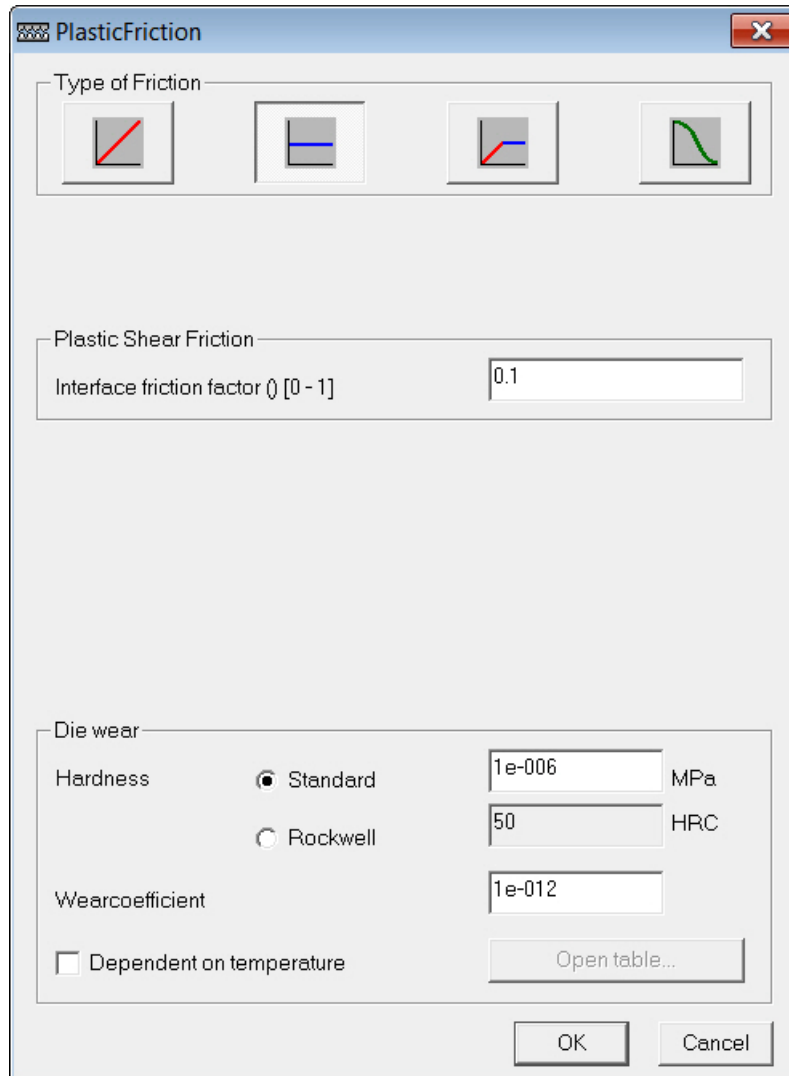 PlasticFriction
Type of Friction
Plastic Shear Friction
Interface friction factor () [0 - 1] 0.1
Die wear
Hardness Standard 1e-006 MPa
Rockwell 50 HRC
Wearcoefficient 1e-012
Dependent on temperature Open table...
OK Cancel